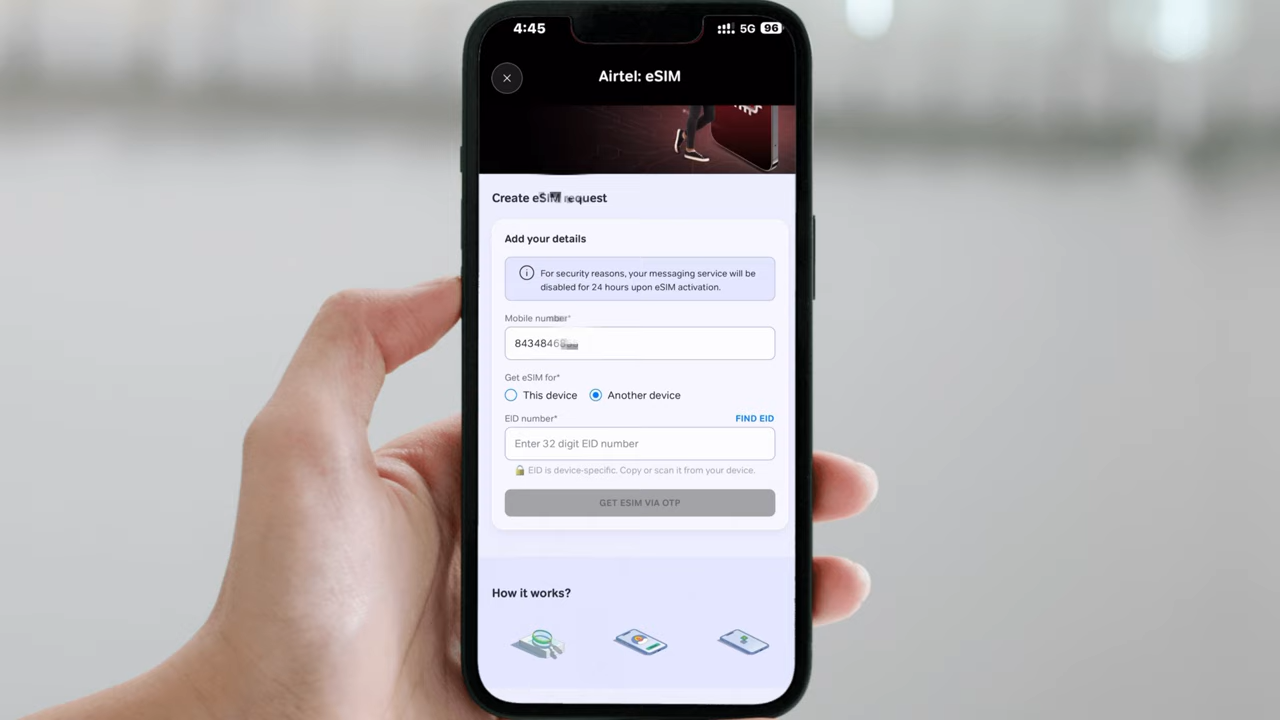 4:45
5G 96
Airtel: eSIM
Create eSIM request
Add your details
For security reasons, your messaging service will be
disabled for 24 hours upon eSIM activation.
Mobile number*
8434846
Get eSIM for*
This device
Another device
EID number*
FIND EID
Enter 32 digit EID number
EID is device-specific. Copy or scan it from your device.
GET ESIM VIA OTP
How it works?